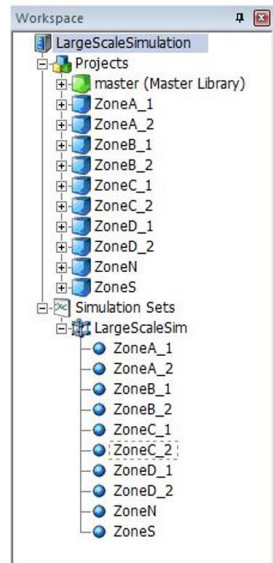 Workspace
LargeScaleSimulation
Projects
master (Master Library)
ZoneA_1
ZoneA_2
ZoneB_1
ZoneB_2
ZoneC_1
ZoneC_2
ZoneD_1
ZoneD_2
ZoneN
ZoneS
Simulation Sets
LargeScaleSim
ZoneA_1
ZoneA_2
ZoneB_1
ZoneB_2
ZoneC_1
ZoneC_2
ZoneD_1
ZoneD_2
ZoneN
ZoneS